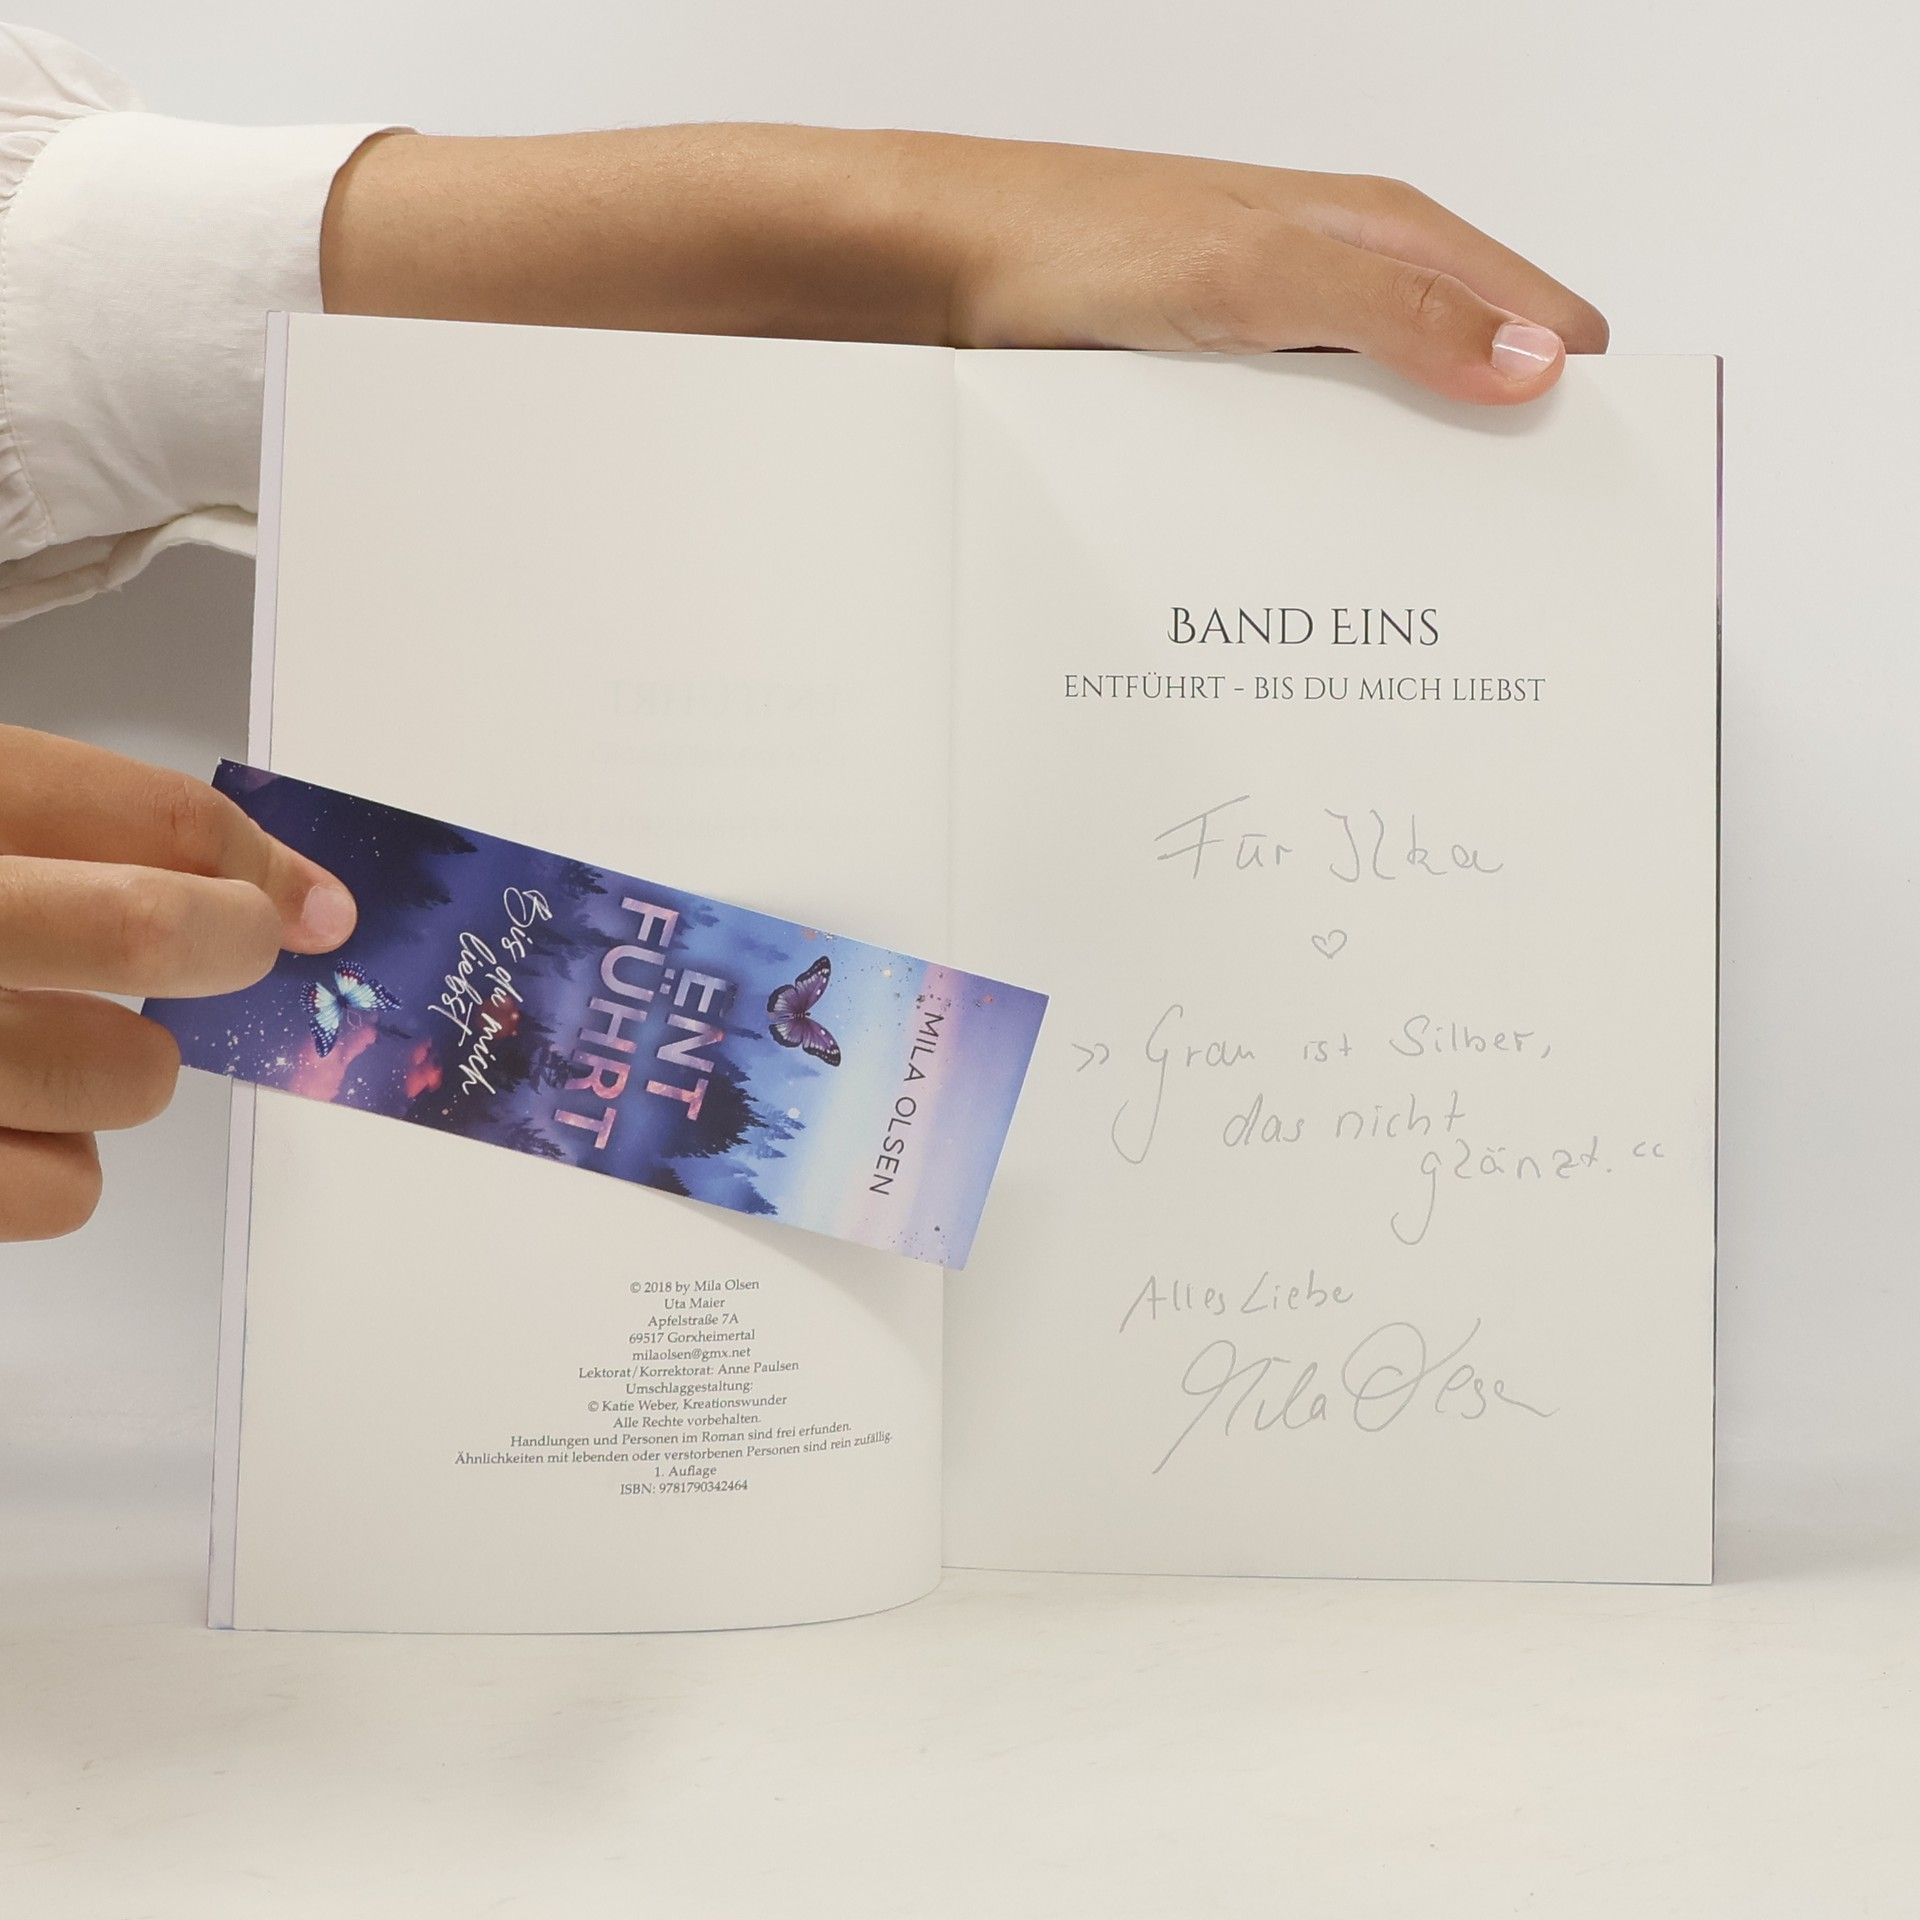 ENT
FÜHRT
Bis du mich
liebst
MILA OLSEN
© 2018 by Mila Olsen
Uta Maier
Apfelstraße 7A
69517 Gorxheimertal
milaolsen@gmx.net
Lektorat/Korrektorat: Anne Paulsen
Umschlaggestaltung:
© Katie Weber, Kreationswunder
Alle Rechte vorbehalten.
Handlungen und Personen im Roman sind frei erfunden.
Ähnlichkeiten mit lebenden oder verstorbenen Personen sind rein zufällig.
1. Auflage
ISBN: 9781790342464
BAND EINS
ENTFÜHRT - BIS DU MICH LIEBST
Für Ilka
»Grau ist Silber,
das nicht
glänzt.“
Alles Liebe
Mila Olsen